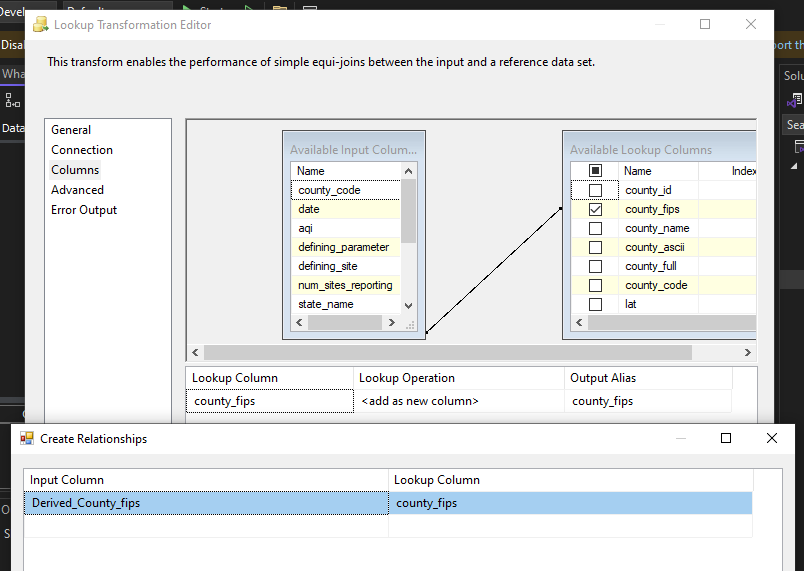 Lookup Transformation Editor
This transform enables the performance of simple equi-joins between the input and a reference data set.
General
Connection
Columns
Advanced
Error Output
Available Input Colum...
Name
county_code
date
aqi
defining_parameter
defining_site
num_sites_reporting
state_name
Available Lookup Columns
Name Index
county_id
county_fips
county_name
county_ascii
county_full
county_code
lat
Lookup Column Lookup Operation Output Alias
county_fips <add as new column> county_fips
Create Relationships
Input Column Lookup Column
Derived_County_fips county_fips